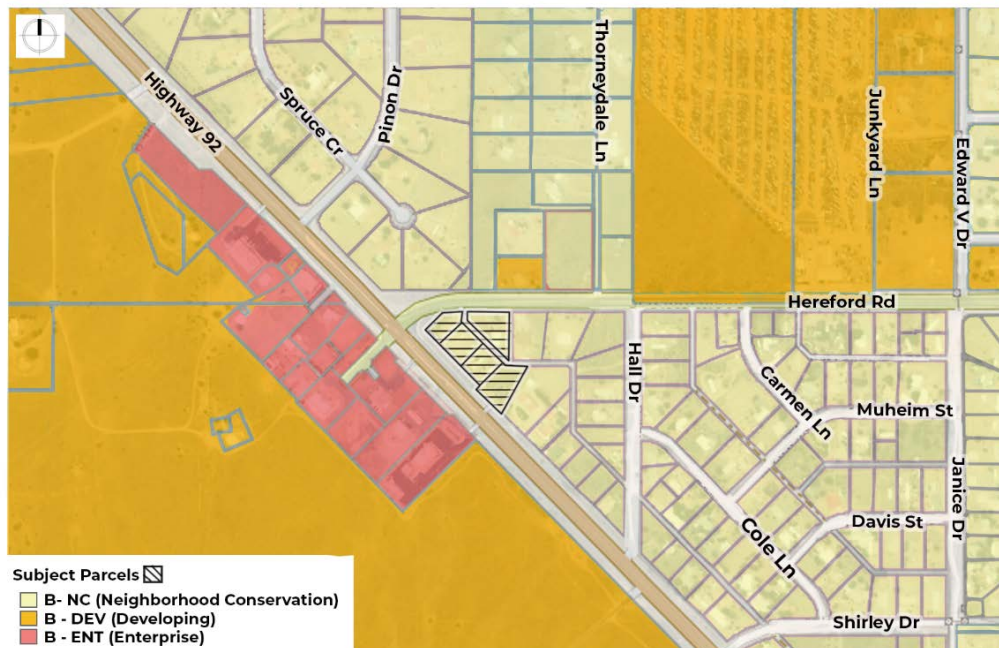 Highway 92
Spruce Cr
Pinon Dr
Thorneydale Ln
Junkyard Ln
Edward V Dr
Hereford Rd
Hall Dr
Carmen Ln
Muheim St
Janice Dr
Davis St
Cole Ln
Shirley Dr
Subject Parcels
B- NC (Neighborhood Conservation)
B - DEV (Developing)
B - ENT (Enterprise)